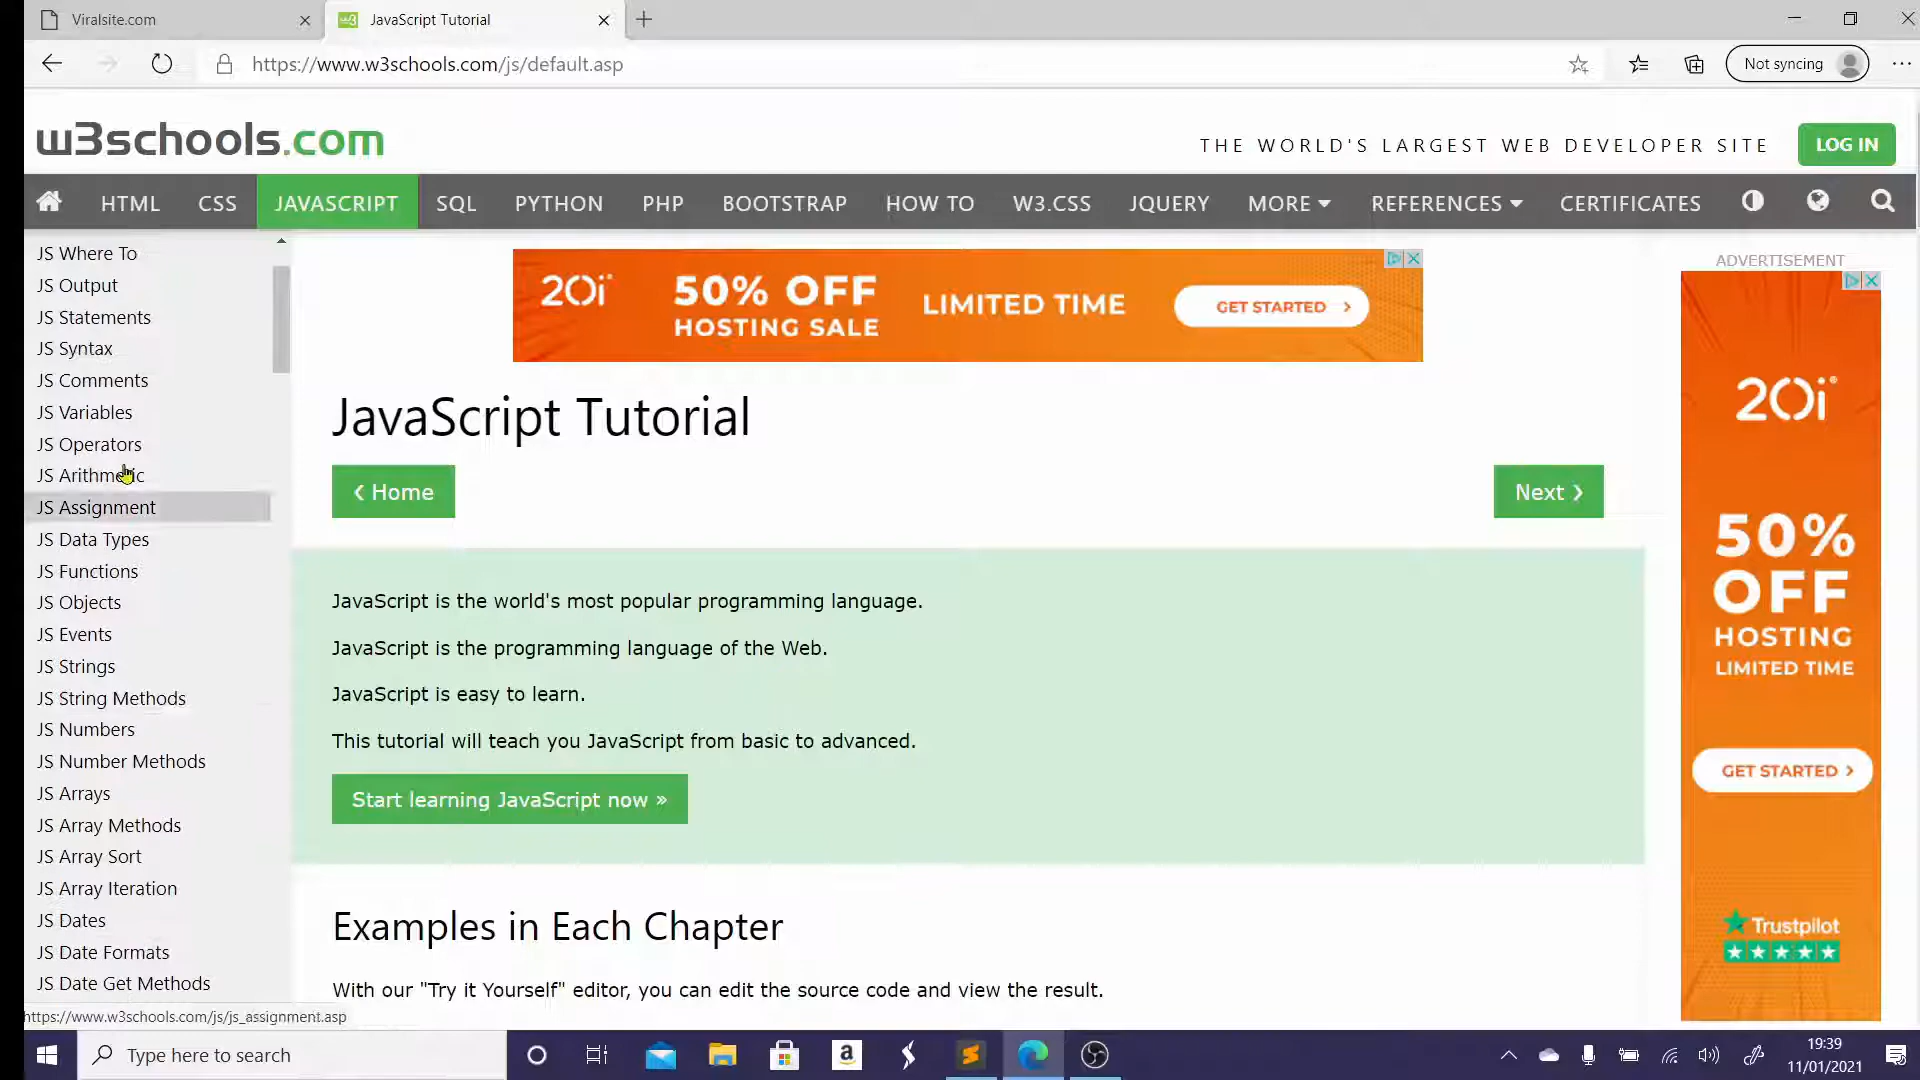 Viralsite.com
JavaScript Tutorial
https://www.w3schools.com/js/default.asp
Not syncing
w3schools.com
THE WORLD'S LARGEST WEB DEVELOPER SITE
LOG IN
HTML
CSS
JAVASCRIPT
SQL
PYTHON
PHP
BOOTSTRAP
HOW TO
W3.CSS
JQUERY
MORE
REFERENCES
CERTIFICATES
JS Where To
JS Output
JS Statements
JS Syntax
JS Comments
JS Variables
JS Operators
JS Arithmetic
JS Assignment
JS Data Types
JS Functions
JS Objects
JS Events
JS Strings
JS String Methods
JS Numbers
JS Number Methods
JS Arrays
JS Array Methods
JS Array Sort
JS Array Iteration
JS Dates
JS Date Formats
JS Date Get Methods
https://www.w3schools.com/js/js_assignment.asp
20i
50% OFF
HOSTING SALE
LIMITED TIME
GET STARTED >
JavaScript Tutorial
❮ Home
Next ❯
JavaScript is the world's most popular programming language.
JavaScript is the programming language of the Web.
JavaScript is easy to learn.
This tutorial will teach you JavaScript from basic to advanced.
Start learning JavaScript now »
Examples in Each Chapter
With our "Try it Yourself" editor, you can edit the source code and view the result.
ADVERTISEMENT
20i
50%
OFF
HOSTING
LIMITED TIME
GET STARTED >
Trustpilot
Type here to search
19:39
11/01/2021